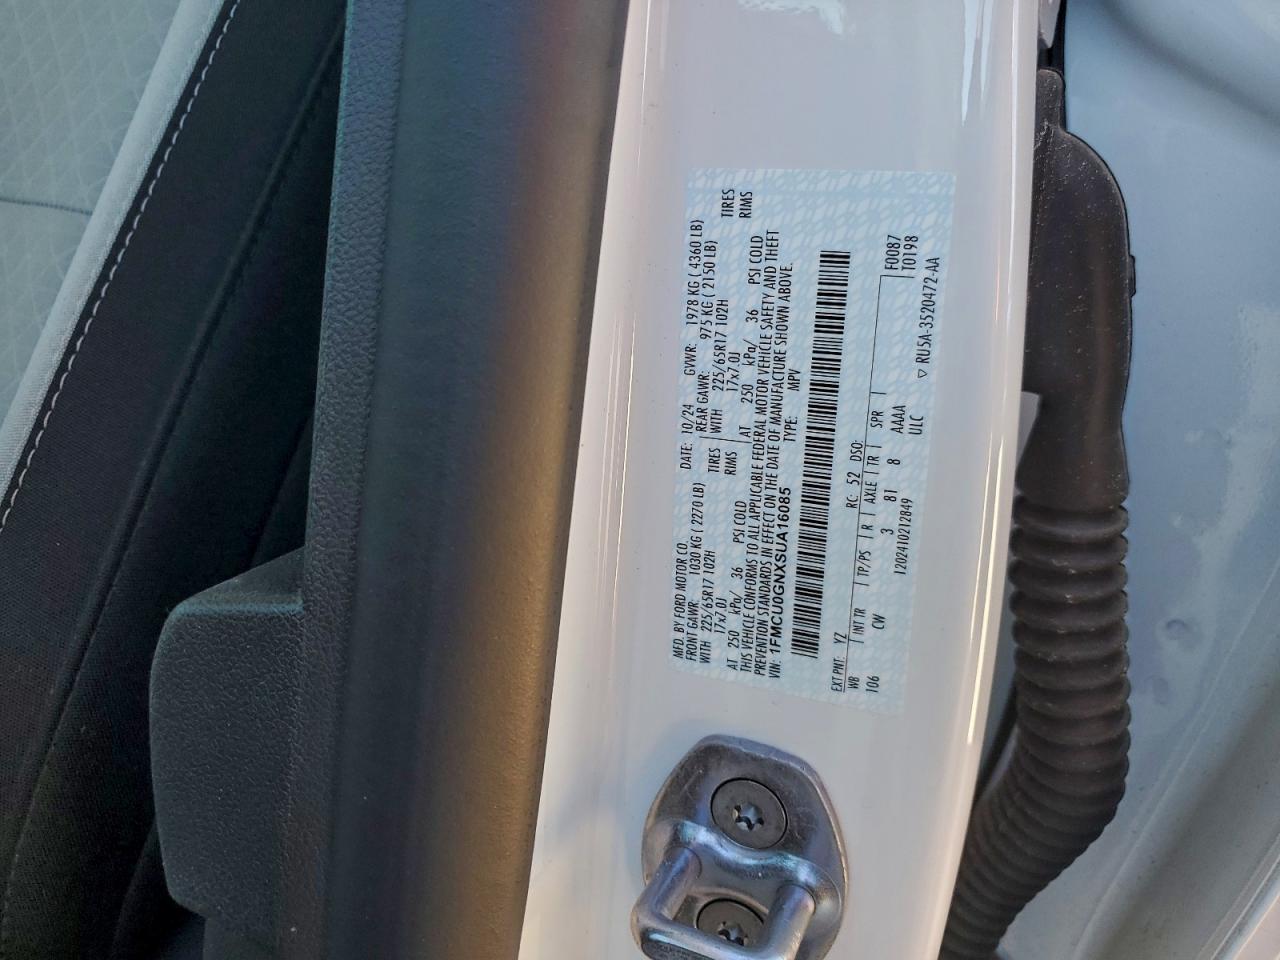 MFD. BY FORD MOTOR CO.
DATE: 10/24 GVWR: 1978 KG ( 4360 LB)
FRONT GAWR: 1030 KG ( 2270 LB)
REAR GAWR: 975 KG ( 2150 LB)
WITH 225/65R17 102H TIRES
WITH 225/65R17 102H TIRES
17x7.0J RIMS
17x7.0J RIMS
AT 250 kPa/ 36 PSI COLD
AT 250 kPa/ 36 PSI COLD
THIS VEHICLE CONFORMS TO ALL APPLICABLE FEDERAL MOTOR VEHICLE SAFETY AND THEFT
PREVENTION STANDARDS IN EFFECT ON THE DATE OF MANUFACTURE SHOWN ABOVE.
VIN: 1FMCU0GNXSUA16085
TYPE: MPV
EXT PNT: YZ RC: 52 DSO:
WB INT TR TP/PS R AXLE TR SPR
106 CW 3 81 8 AAAA
F0087
T0198
1202410212849 ULC
▽ RU5A-3520472-AA